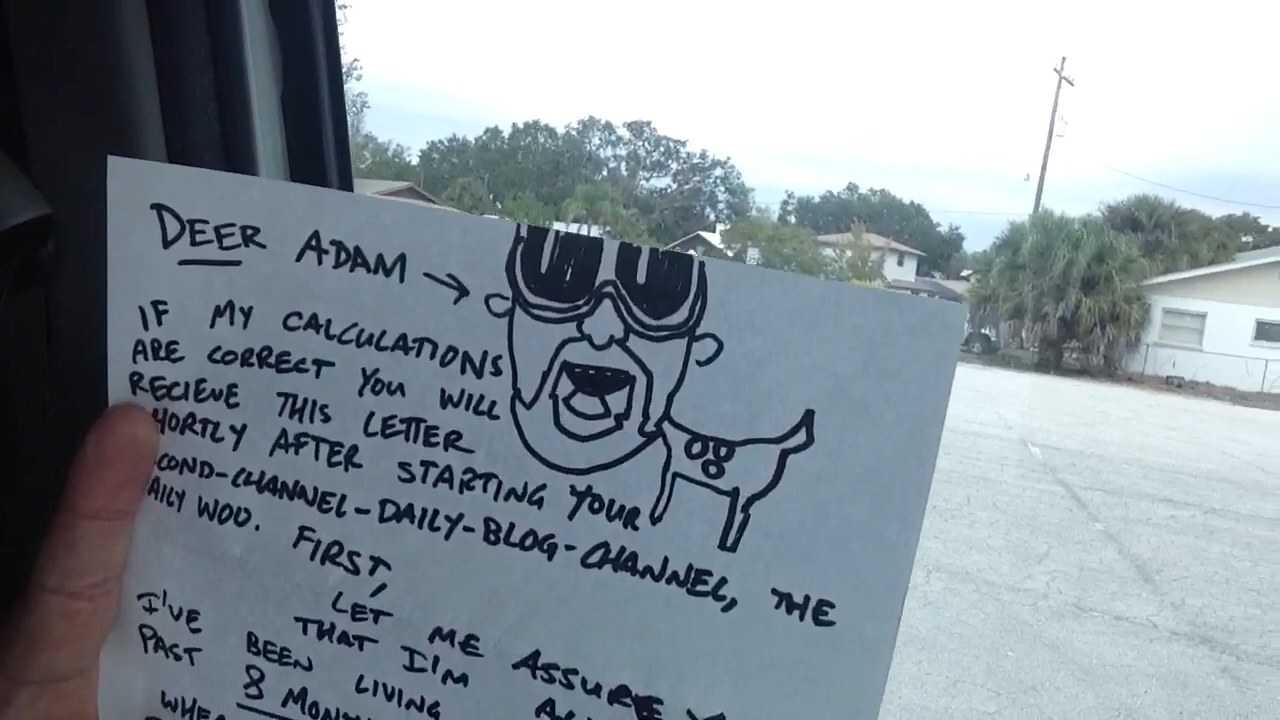 DEER ADAM →
IF MY CALCULATIONS
ARE CORRECT YOU WILL
RECIEVE THIS LETTER
HORTLY AFTER STARTING YOUR
COND-CHANNEL-DAILY-BLOG-CHANNEL, THE
AILY WOO. FIRST,
LET ME ASSURE
THAT I'M
I'VE BEEN LIVING
PAST 8 MONTH